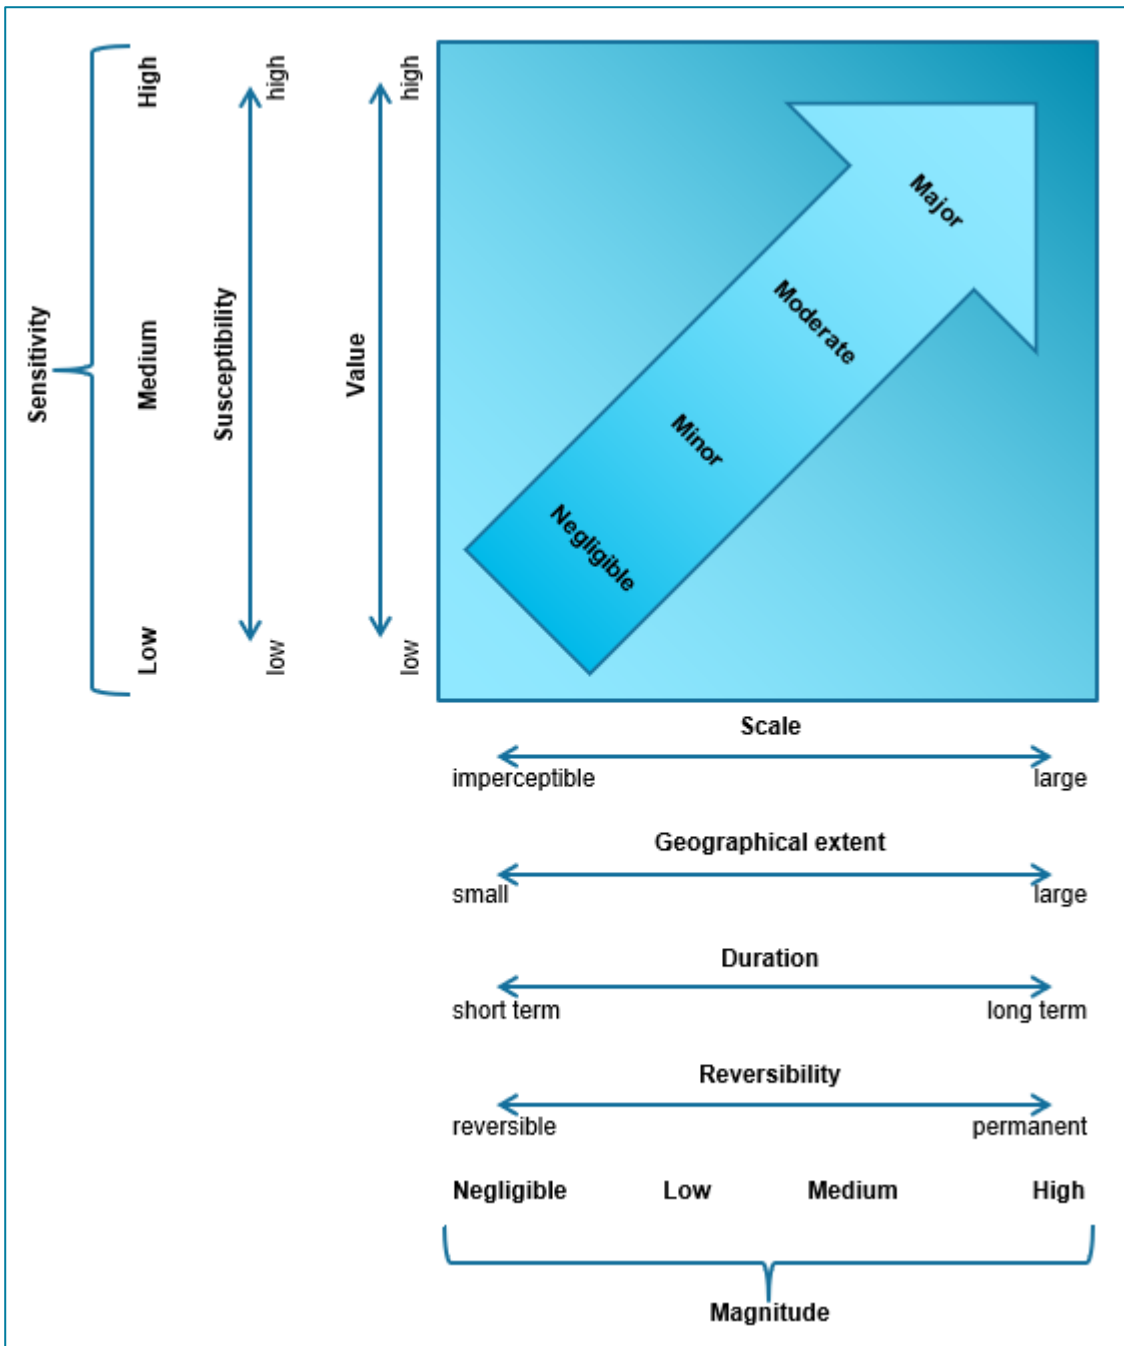 Sensitivity
High
Medium
Low
Susceptibility
high
low
Value
high
low
Major
Moderate
Minor
Negligible
Scale
imperceptible large
Geographical extent
small large
Duration
short term long term
Reversibility
reversible permanent
Negligible Low Medium High
Magnitude